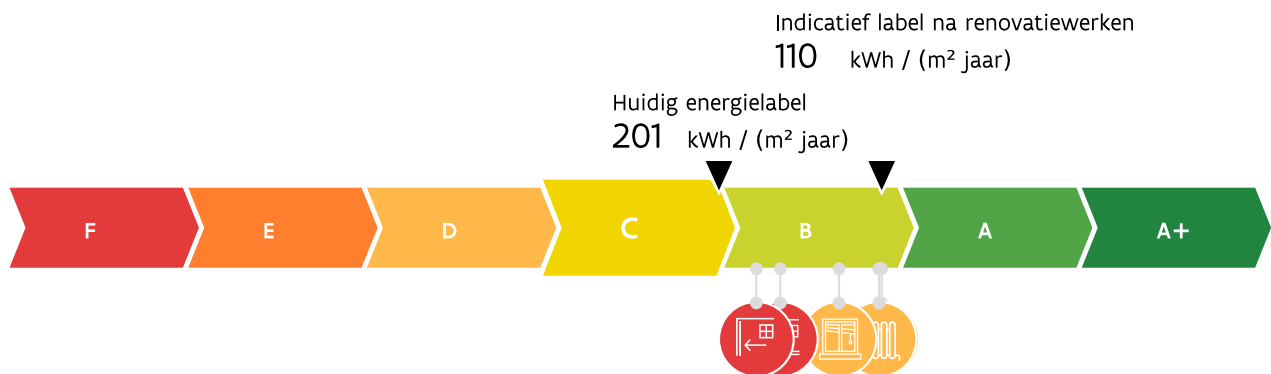 Indicatief label na renovatiewerken
110 kWh / (m² jaar)
Huidig energielabel
201 kWh / (m² jaar)
F E D C B A A+